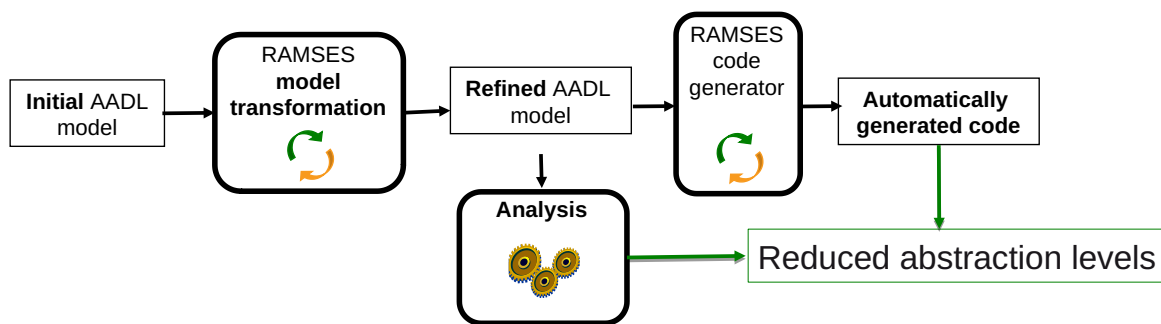 Initial AADL
model
RAMSES
model
transformation
Refined AADL
model
RAMSES
code
generator
Automatically
generated code
Analysis
Reduced abstraction levels